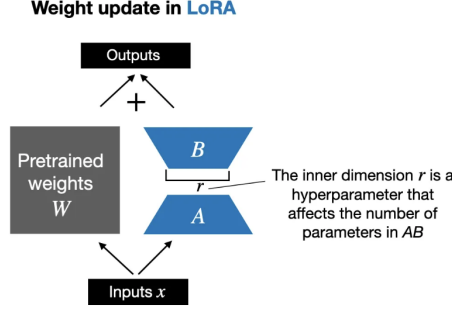 Weight update in LoRA
Outputs
+
Pretrained
weights
W
B
r
A
The inner dimension r is a
hyperparameter that
affects the number of
parameters in AB
Inputs x